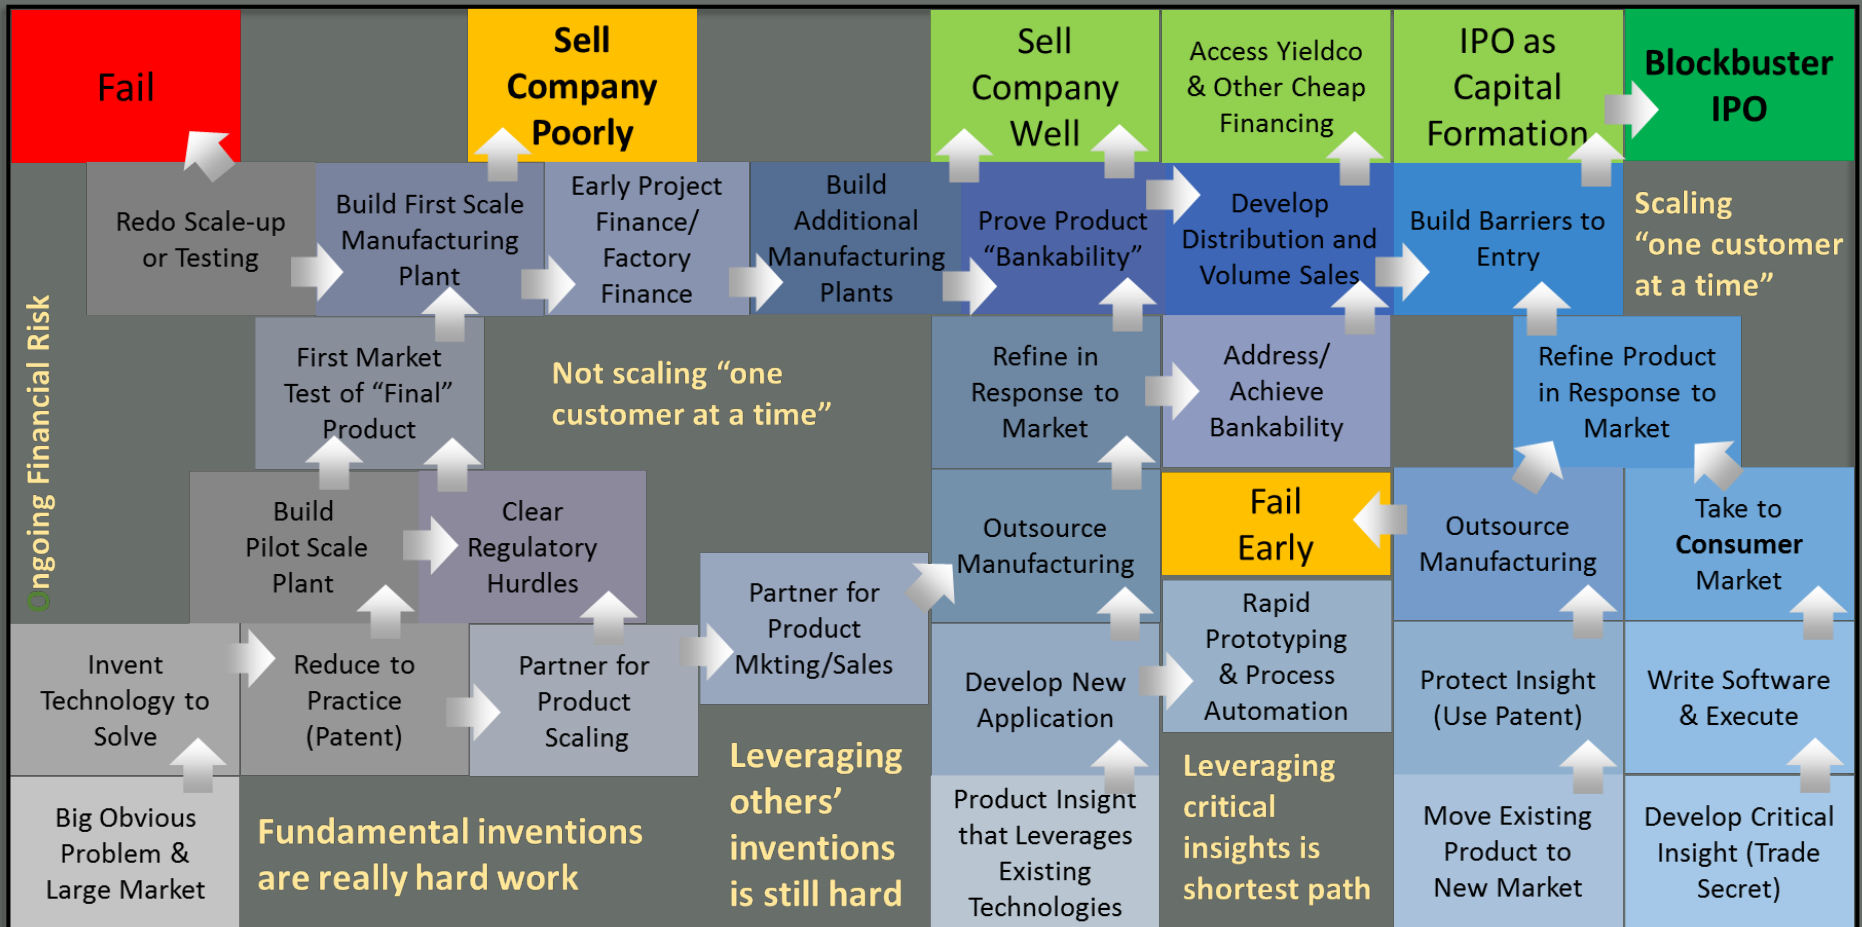 Fail
Sell
Company
Poorly
Sell
Company
Well
Access Yieldco
& Other Cheap
Financing
IPO as
Capital
Formation
Blockbuster
IPO
Redo Scale-up
or Testing
Build First Scale
Manufacturing
Plant
Early Project
Finance/
Factory
Finance
Build
Additional
Manufacturing
Plants
Prove Product
“Bankability”
Develop
Distribution and
Volume Sales
Build Barriers to
Entry
Scaling
“one customer
at a time”
Ongoing Financial Risk
First Market
Test of “Final”
Product
Not scaling “one
customer at a time”
Refine in
Response to
Market
Address/
Achieve
Bankability
Refine Product
in Response to
Market
Build
Pilot Scale
Plant
Clear
Regulatory
Hurdles
Outsource
Manufacturing
Fail
Early
Outsource
Manufacturing
Take to
Consumer
Market
Invent
Technology to
Solve
Reduce to
Practice
(Patent)
Partner for
Product
Scaling
Partner for
Product
Mkting/Sales
Develop New
Application
Rapid
Prototyping
& Process
Automation
Protect Insight
(Use Patent)
Write Software
& Execute
Big Obvious
Problem &
Large Market
Fundamental inventions
are really hard work
Leveraging
others’
inventions
is still hard
Product Insight
that Leverages
Existing
Technologies
Leveraging
critical
insights is
shortest path
Move Existing
Product to
New Market
Develop Critical
Insight (Trade
Secret)